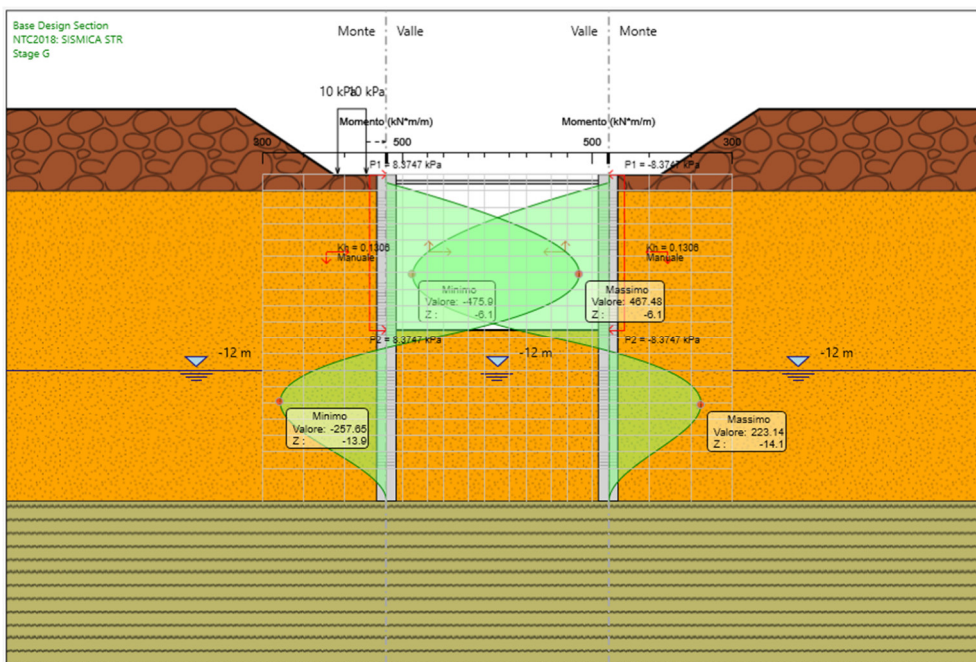 Base Design Section
NTC2018: SISMICA STR
Stage G
Monte
Valle
Valle
Monte
10 kPa
10 kPa
Momento (kN*m/m)
Momento (kN*m/m)
300
500
500
300
P1 = 8.3747 kPa
P1 = -8.3747 kPa
Kh = 0.1306
Manuale
Kh = 0.1306
Manuale
Minimo
Valore: -475.9
Z : -6.1
Massimo
Valore: 467.48
Z : -6.1
P2 = 8.3747 kPa
P2 = -8.3747 kPa
-12 m
-12 m
-12 m
Minimo
Valore: -257.65
Z : -13.9
Massimo
Valore: 223.14
Z : -14.1